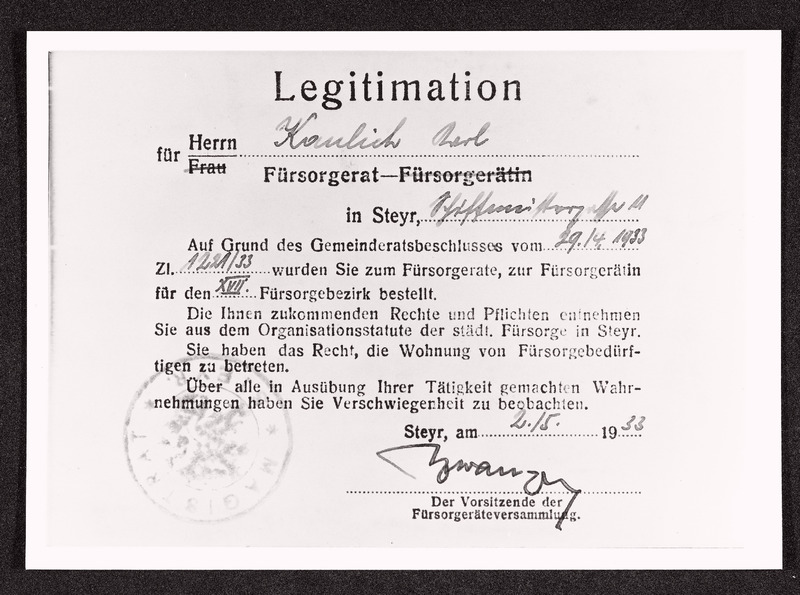 Legitimation
für Herrn Kaulich Karl
Frau
Fürsorgerat—Fürsorgerätin
in Steyr, 11
Auf Grund des Gemeinderatsbeschlusses vom 29./4. 1933
Zl. 1221/33 wurden Sie zum Fürsorgerate, zur Fürsorgerätin
für den XVII. Fürsorgebezirk bestellt.
Die Ihnen zukommenden Rechte und Pflichten entnehmen
Sie aus dem Organisationsstatute der städt. Fürsorge in Steyr.
Sie haben das Recht, die Wohnung von Fürsorgebedürf-
tigen zu betreten.
Über alle in Ausübung Ihrer Tätigkeit gemachten Wahr-
nehmungen haben Sie Verschwiegenheit zu beobachten.
Steyr, am 2./5. 1933
MAGISTRAT
Der Vorsitzende der
Fürsorgeräteversammlung.